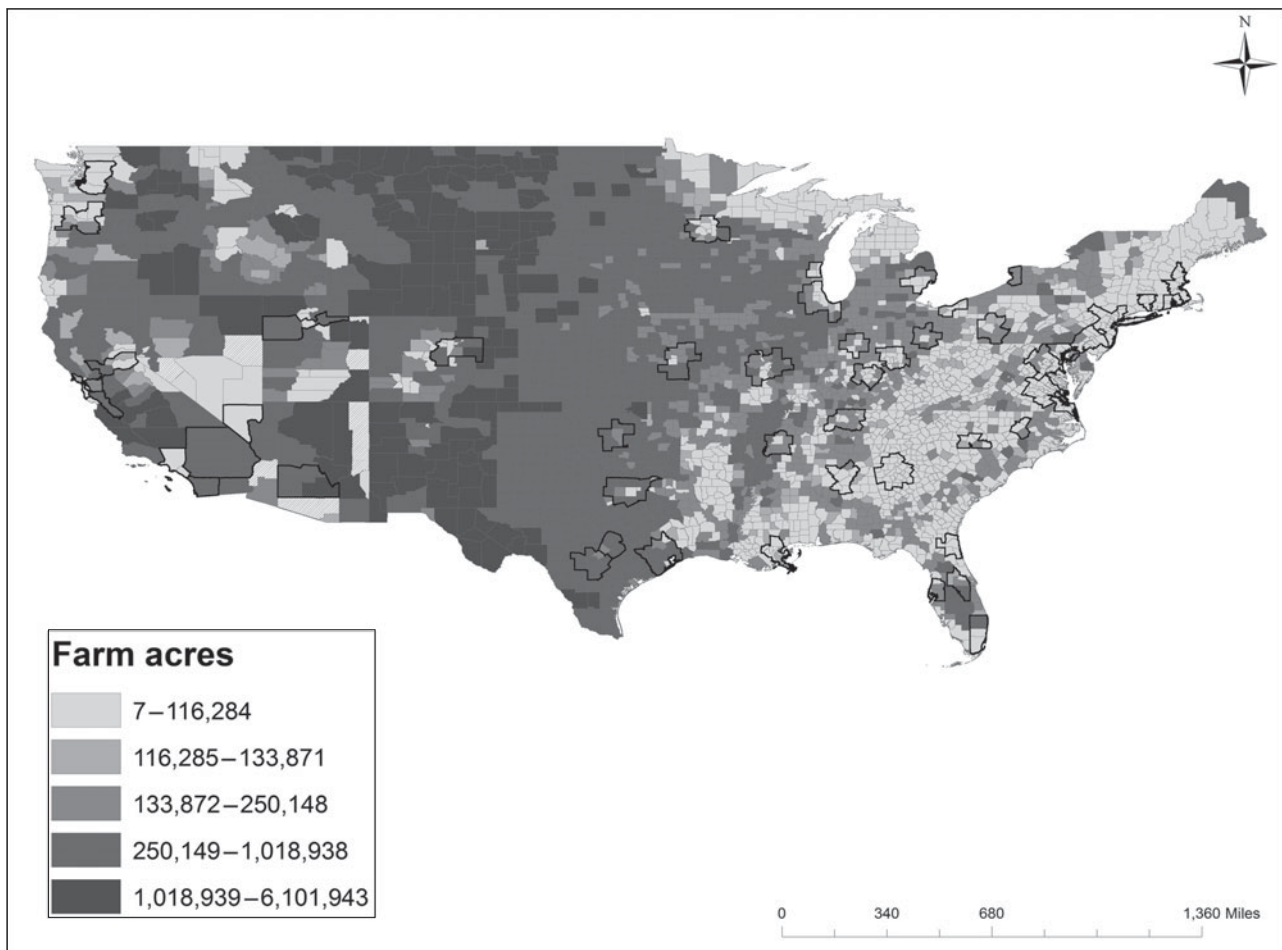 N
Farm acres
7–116,284
116,285–133,871
133,872–250,148
250,149–1,018,938
1,018,939–6,101,943
0 340 680 1,360 Miles